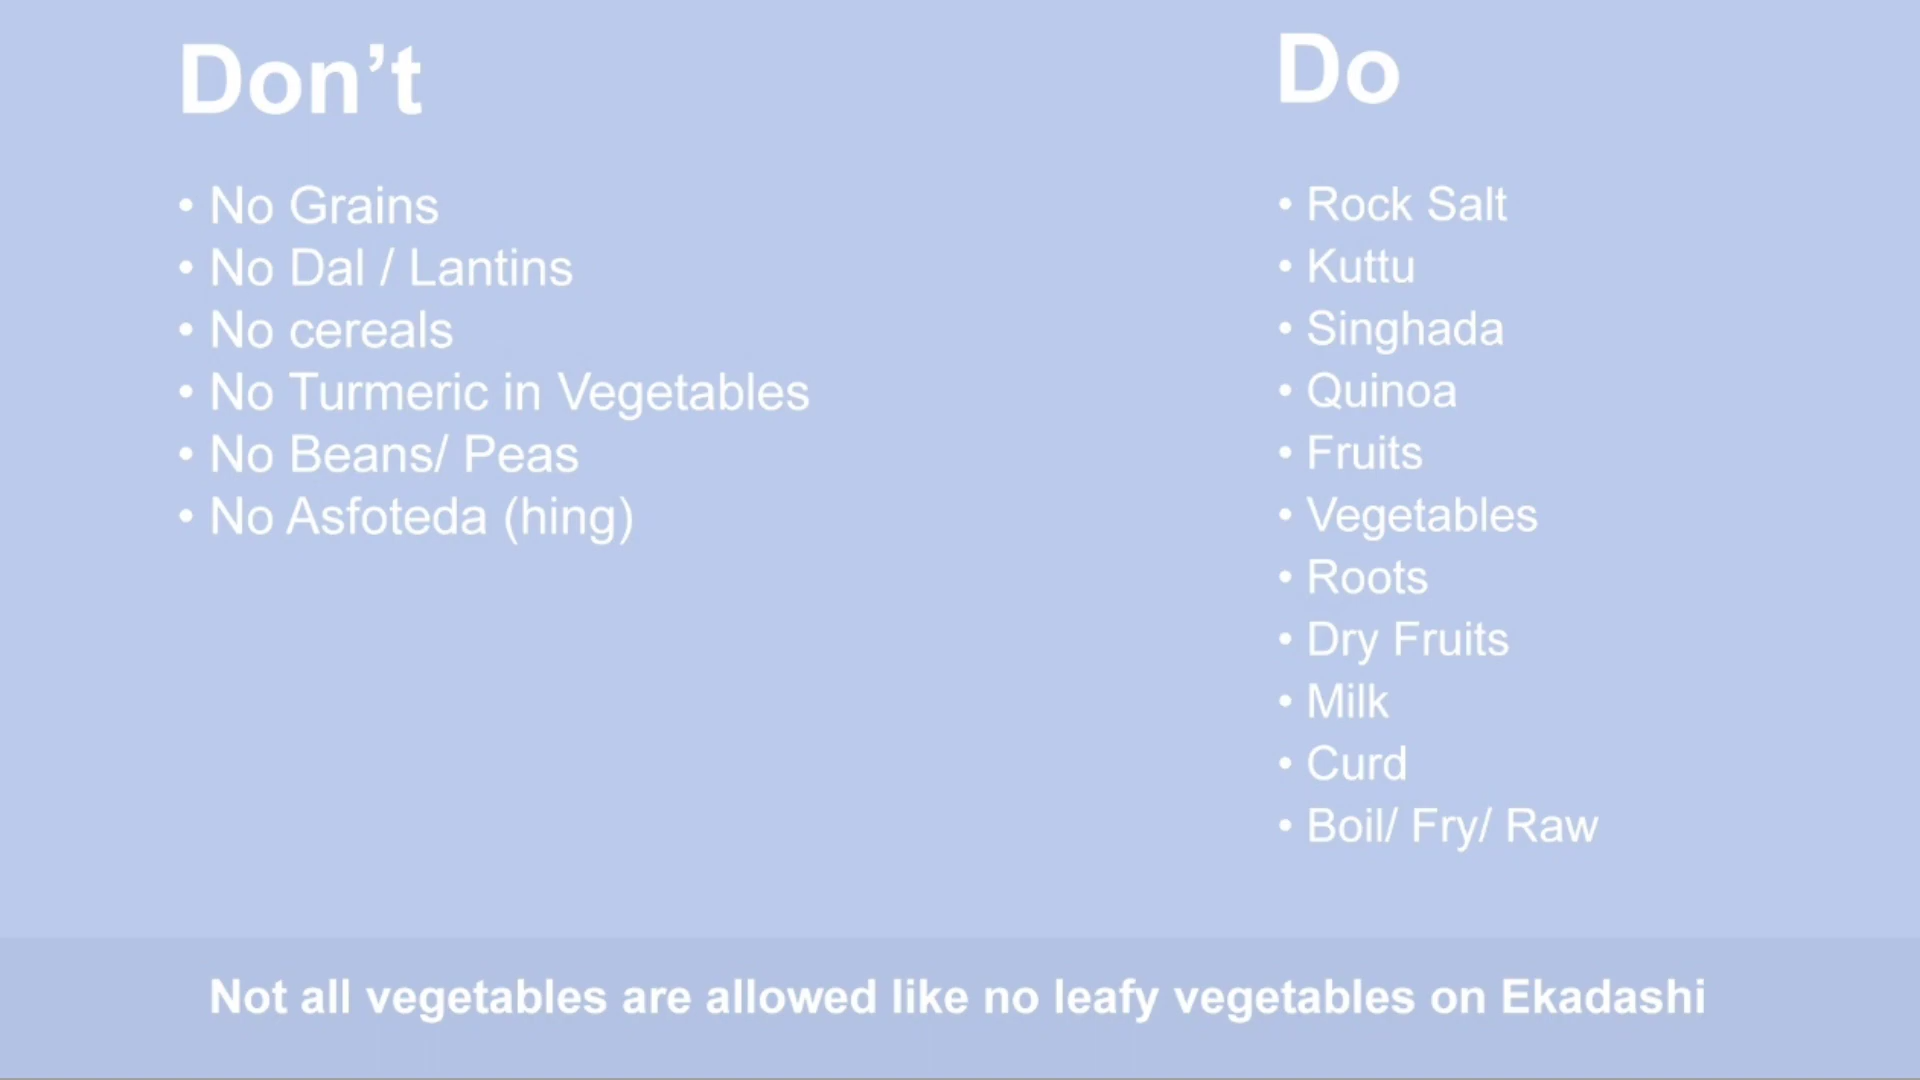 Don’t
• No Grains
• No Dal / Lantins
• No cereals
• No Turmeric in Vegetables
• No Beans/ Peas
• No Asfoteda (hing)
Do
• Rock Salt
• Kuttu
• Singhada
• Quinoa
• Fruits
• Vegetables
• Roots
• Dry Fruits
• Milk
• Curd
• Boil/ Fry/ Raw
Not all vegetables are allowed like no leafy vegetables on Ekadashi